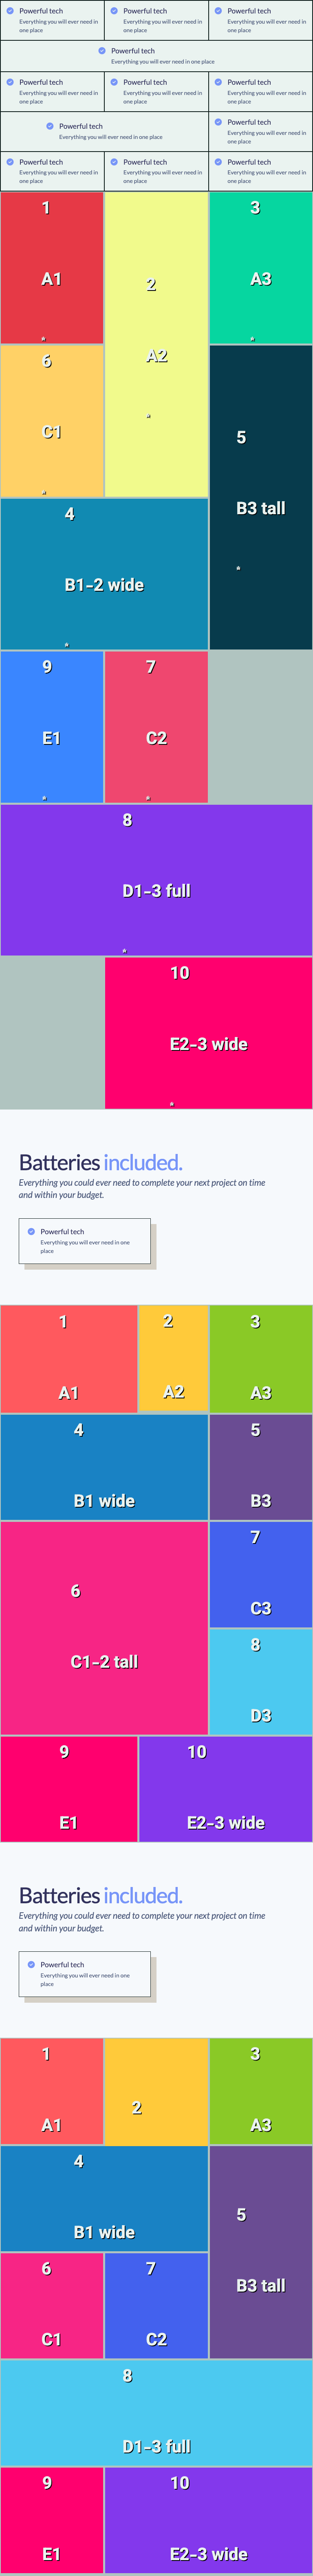 Powerful tech
Everything you will ever need in
one place
Powerful tech
Everything you will ever need in
one place
Powerful tech
Everything you will ever need in
one place
Powerful tech
Everything you will ever need in one place
Powerful tech
Everything you will ever need in
one place
Powerful tech
Everything you will ever need in
one place
Powerful tech
Everything you will ever need in
one place
Powerful tech
Everything you will ever need in one place
Powerful tech
Everything you will ever need in
one place
Powerful tech
Everything you will ever need in
one place
Powerful tech
Everything you will ever need in
one place
Powerful tech
Everything you will ever need in
one place
1
A1
*
2
A2
*
3
A3
*
6
C1
*
5
B3 tall
*
4
B1-2 wide
*
9
E1
*
7
C2
*
8
D1-3 full
*
10
E2-3 wide
*
Batteries included.
Everything you could ever need to complete your next project on time
and within your budget.
Powerful tech
Everything you will ever need in one
place
1
A1
2
A2
3
A3
4
B1 wide
5
B3
6
C1-2 tall
7
C3
8
D3
9
E1
10
E2-3 wide
Batteries included.
Everything you could ever need to complete your next project on time
and within your budget.
Powerful tech
Everything you will ever need in one
place
1
A1
2
3
A3
4
B1 wide
5
B3 tall
6
C1
7
C2
8
D1-3 full
9
E1
10
E2-3 wide